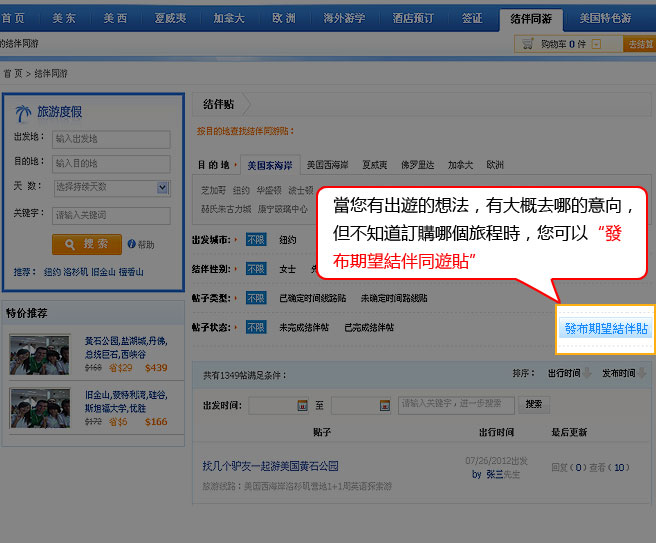 首 页 美 东 美 西 夏威夷 加拿大 欧 洲 海外游学 酒店预订 签证 结伴同游 美国特色游
的结伴同游
购物车 0 件 去结算
首 页 > 结伴同游
旅游度假
出发地： 输入出发地
目的地： 输入目的地
天 数： 选择持续天数
关键字： 输入关键词
搜 索 帮助
推荐： 纽约 洛杉矶 旧金山 撞香山
特价推荐
黄石公园,盐湖城,丹佛,
总统巨石,西峡谷
$168 省$29 $439
旧金山,蒙特利湾,硅谷,
斯坦福大学,优胜
$172 省$6 $166
结伴贴
按目的地查找结伴同游贴：
目 的 地 美国东海岸 美国西海岸 夏威夷 佛罗里达 加拿大 欧洲
芝加哥 纽约 华盛顿 波士顿
赫氏朱古力城 康宁玻璃中心
出发城市： 不限 纽约
结伴性别： 不限 女士
帖子类型： 不限 已确定时间线路贴 未确定时间路线贴
帖子状态： 不限 未完成结伴帖 己完成结伴帖
當您有出遊的想法，有大概去哪的意向，
但不知道訂購哪個旅程時，您可以“發
布期望結伴同遊貼”
發布期望結伴貼
共有1349帖满足条件： 排序： 出行时间 发布时间
出发时间： 至 请输入关键字，进一步搜索 搜索
贴子 出行时间 最后更新
找几个驴友一起游美国黄石公园 07/26/2012出发 回复( 0 ) 查看( 10 )
旅游线路：美国西海岸洛杉矶营地1+1周英语探索游 by 张兰先生